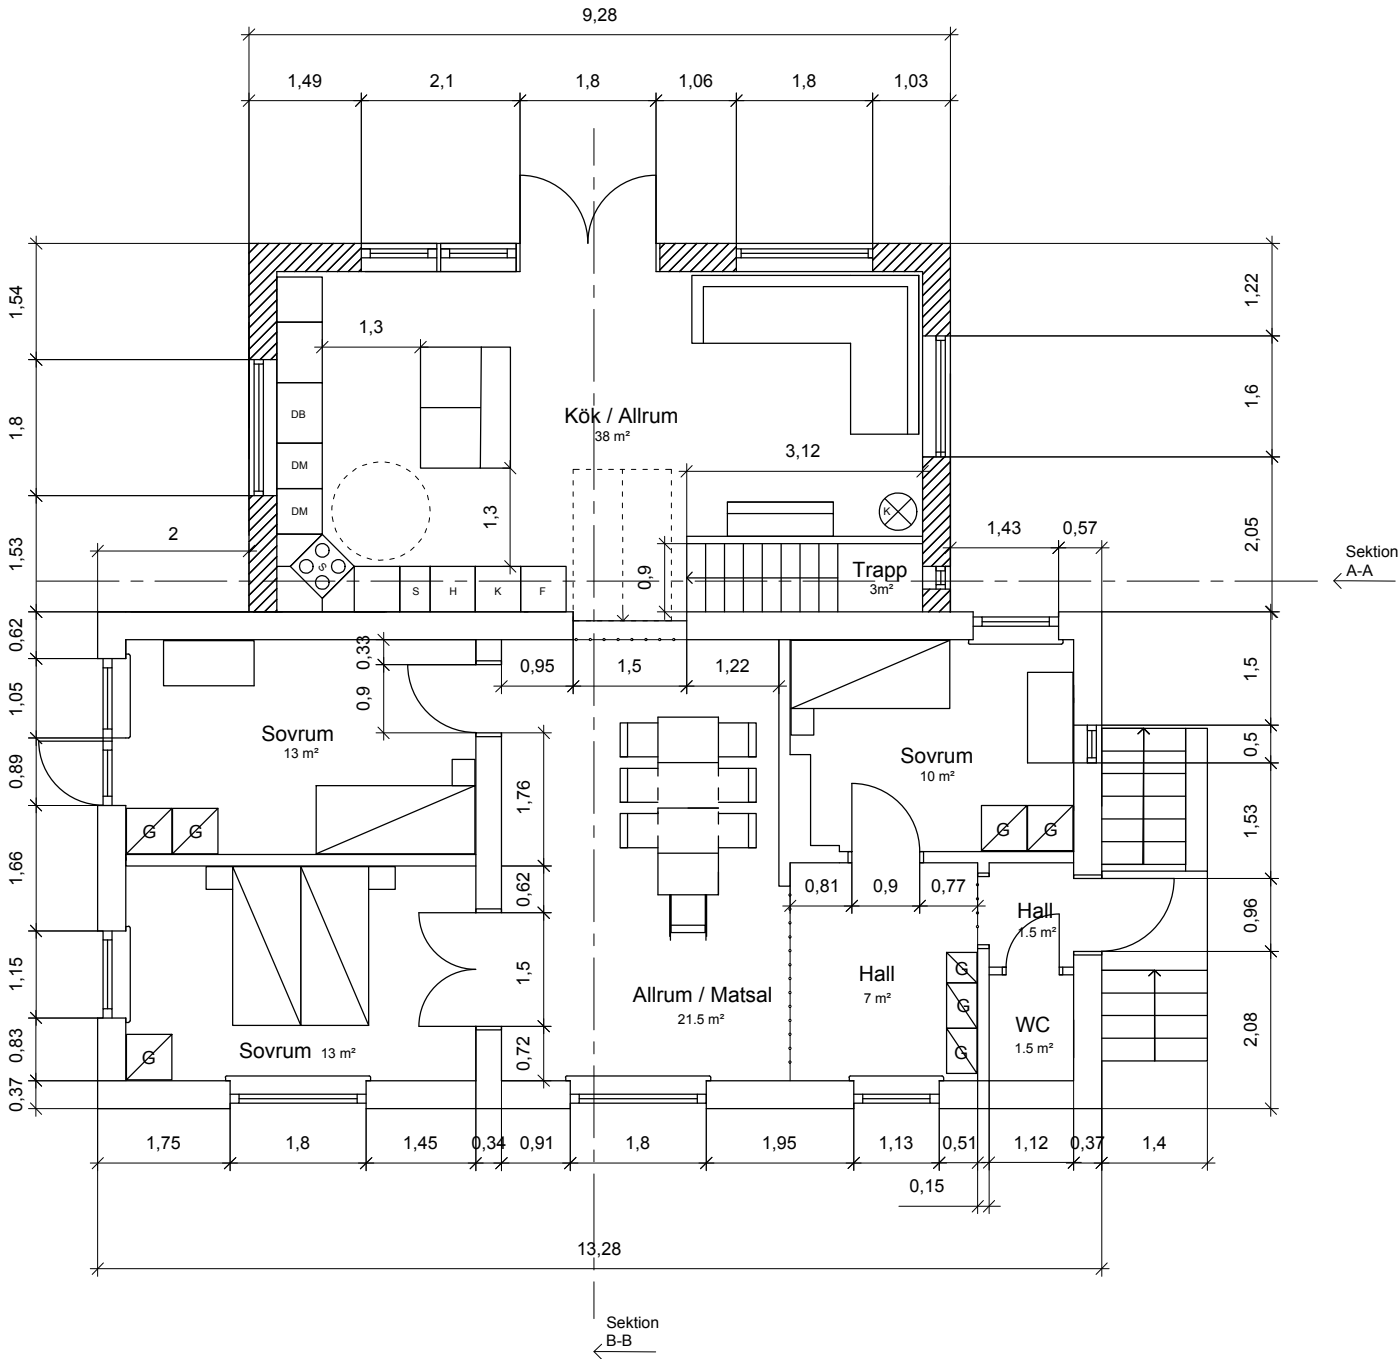 9,28
1,49 2,1 1,8 1,06 1,8 1,03
1,54
1,8
1,53
0,62
1,05
0,89
1,66
1,15
0,83
0,37
1,22
1,6
2,05
1,5
0,5
1,53
0,96
2,08
1,3
DB
DM
DM
S
S H K F
1,3
Kök / Allrum
38 m²
3,12
K
0,9
Trapp
3m²
2
1,43 0,57
Sektion
A-A
0,33
0,9
0,95 1,5 1,22
Sovrum
13 m²
Sovrum
10 m²
G G
G G
1,76
0,62
1,5
0,72
0,81 0,9 0,77
Hall
1.5 m²
Hall
7 m²
G
G
G
WC
1.5 m²
Allrum / Matsal
21.5 m²
G
Sovrum 13 m²
1,75 1,8 1,45 0,34 0,91 1,8 1,95 1,13 0,51 1,12 0,37 1,4
0,15
13,28
Sektion
B-B